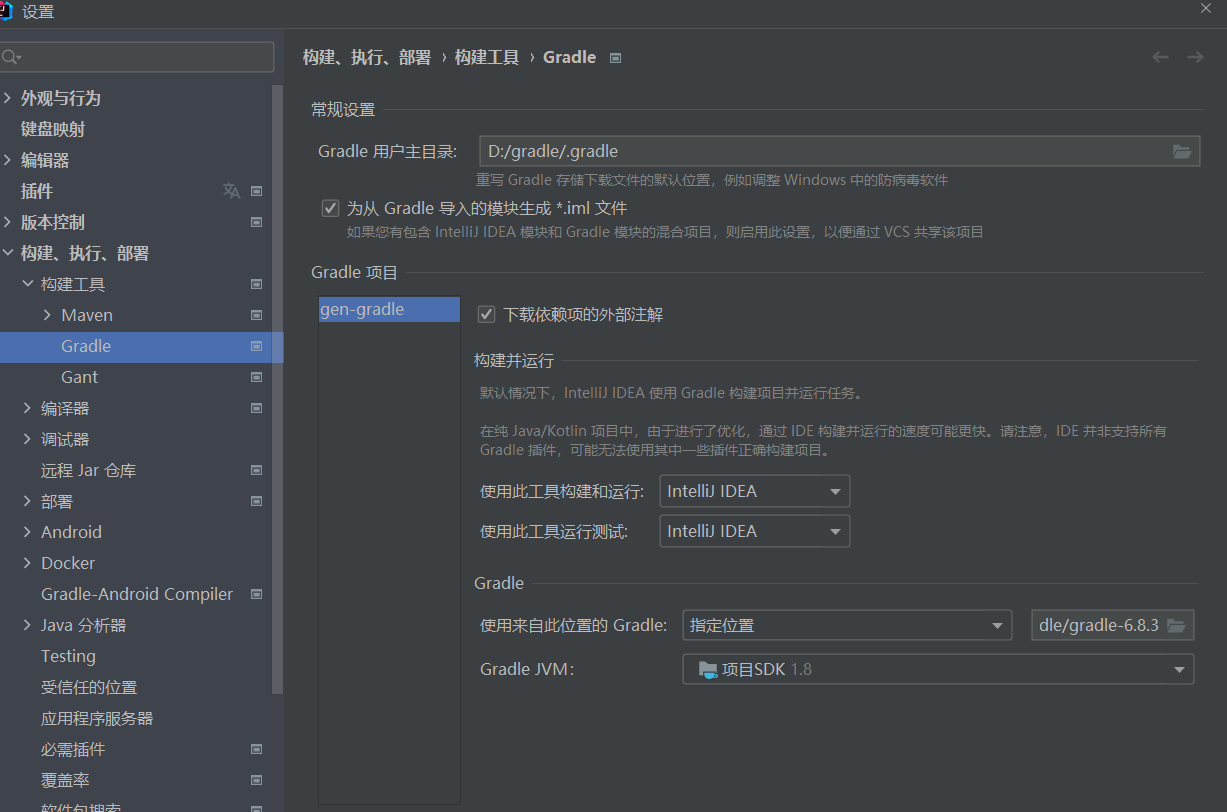 设置
外观与行为
键盘映射
编辑器
插件
版本控制
构建、执行、部署
构建工具
Maven
Gradle
Gant
编译器
调试器
远程 Jar 仓库
部署
Android
Docker
Gradle-Android Compiler
Java 分析器
Testing
受信任的位置
应用程序服务器
必需插件
覆盖率
软件包搜索
构建、执行、部署 › 构建工具 › Gradle
常规设置
Gradle 用户主目录: D:/gradle/.gradle
重写 Gradle 存储下载文件的默认位置，例如调整 Windows 中的防病毒软件
为从 Gradle 导入的模块生成 *.iml 文件
如果您有包含 IntelliJ IDEA 模块和 Gradle 模块的混合项目，则启用此设置，以便通过 VCS 共享该项目
Gradle 项目
gen-gradle
下载依赖项的外部注解
构建并运行
默认情况下，IntelliJ IDEA 使用 Gradle 构建项目并运行任务。
在纯 Java/Kotlin 项目中，由于进行了优化，通过 IDE 构建并运行的速度可能更快。请注意，IDE 并非支持所有
Gradle 插件，可能无法使用其中一些插件正确构建项目。
使用此工具构建和运行: IntelliJ IDEA
使用此工具运行测试: IntelliJ IDEA
Gradle
使用来自此位置的 Gradle: 指定位置 dle/gradle-6.8.3
Gradle JVM: 项目SDK 1.8